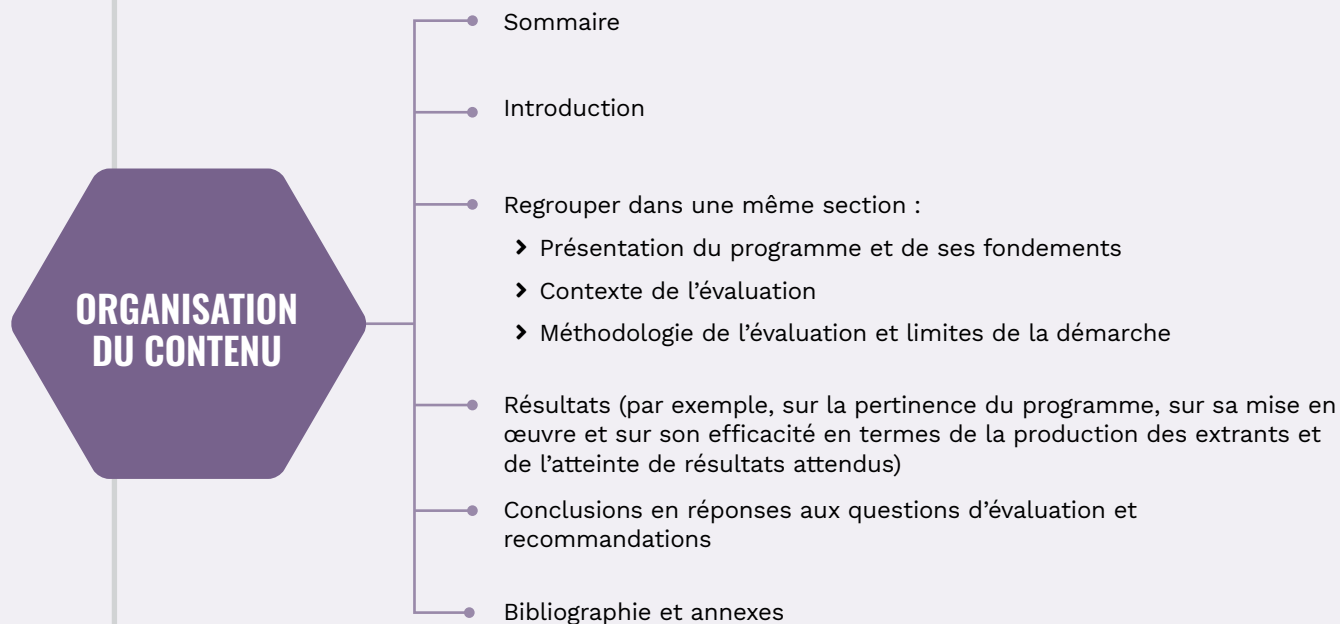 ORGANISATION
DU CONTENU
Sommaire
Introduction
Regrouper dans une même section :
Présentation du programme et de ses fondements
Contexte de l’évaluation
Méthodologie de l’évaluation et limites de la démarche
Résultats (par exemple, sur la pertinence du programme, sur sa mise en
œuvre et sur son efficacité en termes de la production des extrants et
de l’atteinte de résultats attendus)
Conclusions en réponses aux questions d’évaluation et
recommandations
Bibliographie et annexes